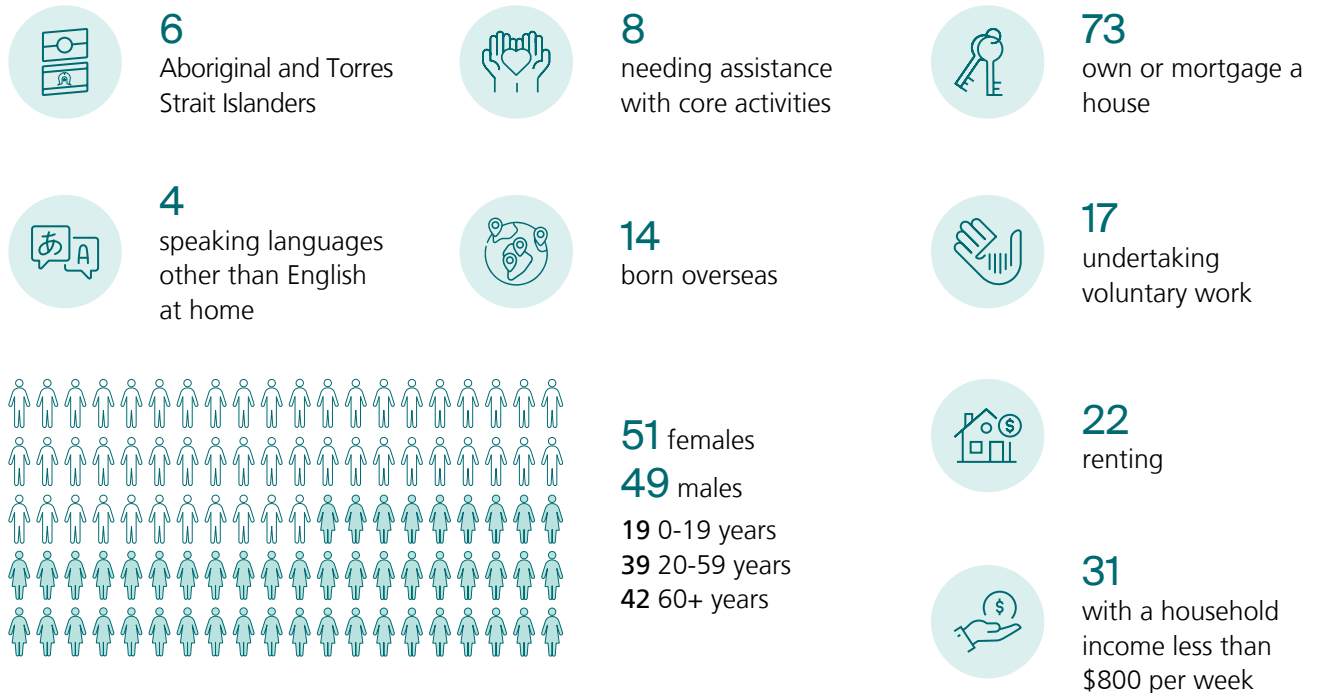 6
Aboriginal and Torres
Strait Islanders
8
needing assistance
with core activities
73
own or mortgage a
house
あ A
4
speaking languages
other than English
at home
14
born overseas
17
undertaking
voluntary work
51 females
49 males
19 0-19 years
39 20-59 years
42 60+ years
$
22
renting
$
31
with a household
income less than
$800 per week